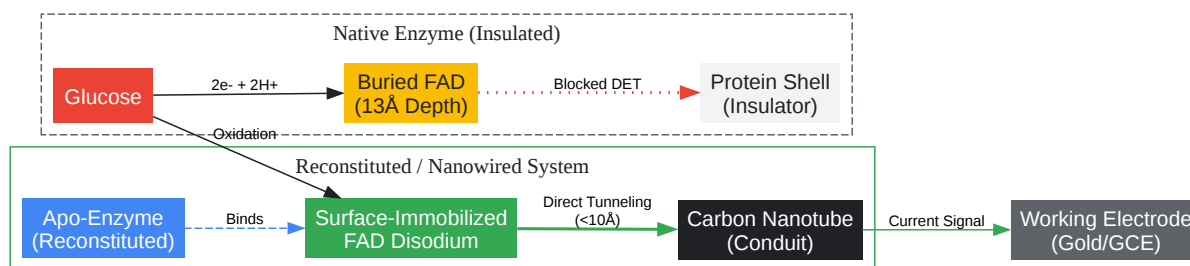 Native Enzyme (Insulated)
Glucose
2e- + 2H+
Buried FAD
(13Å Depth)
Blocked DET
Protein Shell
(Insulator)
Oxidation
Reconstituted / Nanowired System
Apo-Enzyme
(Reconstituted)
Binds
Surface-Immobilized
FAD Disodium
Direct Tunneling
(<10Å)
Carbon Nanotube
(Conduit)
Current Signal
Working Electrode
(Gold/GCE)